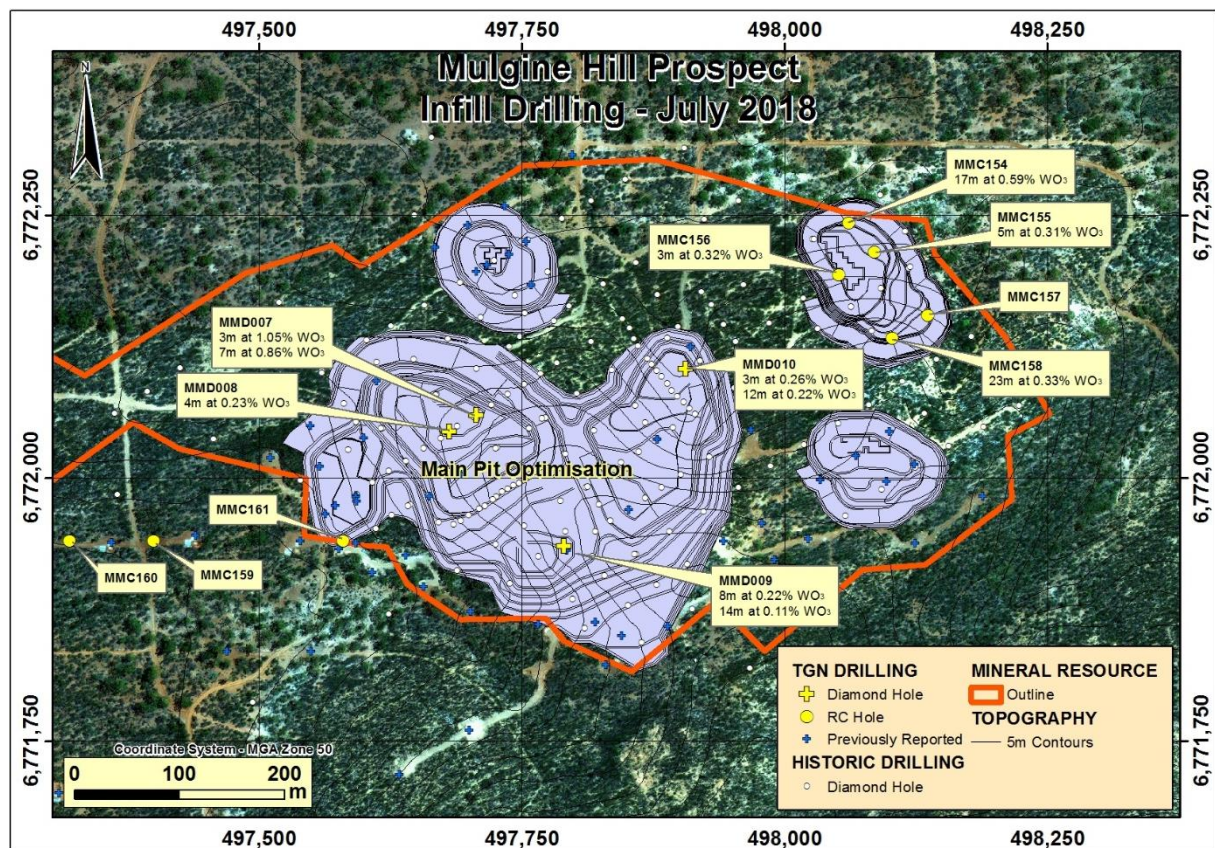 497,500 497,750 498,000 498,250
N
Mulgine Hill Prospect
Infill Drilling - July 2018
6,772,250
6,772,000
6,771,750
6,772,250
6,772,000
6,771,750
MMC154
17m at 0.59% WO₃
MMC155
5m at 0.31% WO₃
MMC156
3m at 0.32% WO₃
MMC157
MMC158
23m at 0.33% WO₃
MMD007
3m at 1.05% WO₃
7m at 0.86% WO₃
MMD008
4m at 0.23% WO₃
MMD010
3m at 0.26% WO₃
12m at 0.22% WO₃
Main Pit Optimisation
MMC161
MMC160
MMC159
MMD009
8m at 0.22% WO₃
14m at 0.11% WO₃
Coordinate System - MGA Zone 50
0 100 200
m
TGN DRILLING
Diamond Hole
RC Hole
Previously Reported
HISTORIC DRILLING
Diamond Hole
MINERAL RESOURCE
Outline
TOPOGRAPHY
5m Contours
497,500 497,750 498,000 498,250